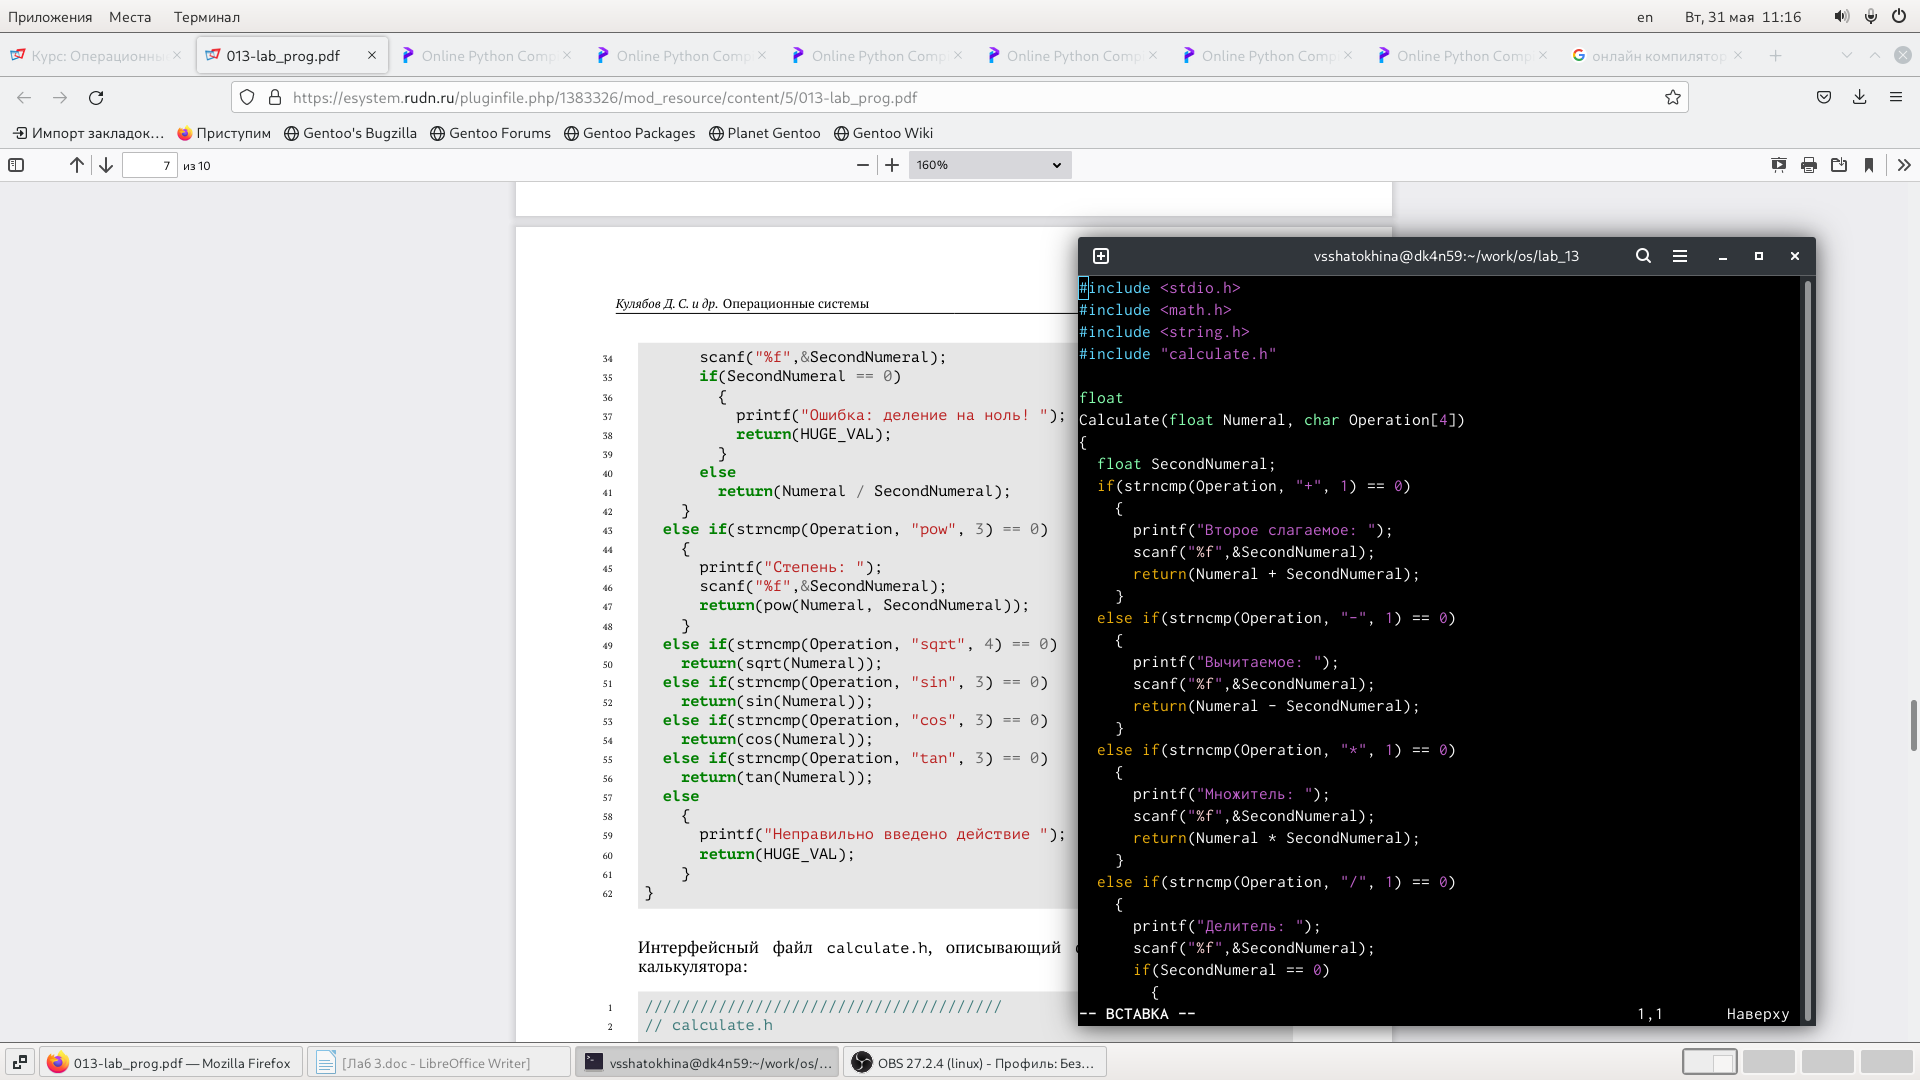 Приложения Места Терминал en Вт, 31 мая 11:16
Курс: Операционны 013-lab_prog.pdf Online Python Comp Online Python Comp Online Python Comp Online Python Comp Online Python Comp Online Python Comp онлайн компилятор
https://esystem.rudn.ru/pluginfile.php/1383326/mod_resource/content/5/013-lab_prog.pdf
Импорт закладок… Приступим Gentoo's Bugzilla Gentoo Forums Gentoo Packages Planet Gentoo Gentoo Wiki
7 из 10 160%
Кулябов Д. С. и др. Операционные системы
34 scanf("%f",&SecondNumeral);
35 if(SecondNumeral == 0)
36 {
37 printf("Ошибка: деление на ноль! ");
38 return(HUGE_VAL);
39 }
40 else
41 return(Numeral / SecondNumeral);
42 }
43 else if(strncmp(Operation, "pow", 3) == 0)
44 {
45 printf("Степень: ");
46 scanf("%f",&SecondNumeral);
47 return(pow(Numeral, SecondNumeral));
48 }
49 else if(strncmp(Operation, "sqrt", 4) == 0)
50 return(sqrt(Numeral));
51 else if(strncmp(Operation, "sin", 3) == 0)
52 return(sin(Numeral));
53 else if(strncmp(Operation, "cos", 3) == 0)
54 return(cos(Numeral));
55 else if(strncmp(Operation, "tan", 3) == 0)
56 return(tan(Numeral));
57 else
58 {
59 printf("Неправильно введено действие ");
60 return(HUGE_VAL);
61 }
62 }
Интерфейсный файл calculate.h, описывающий
калькулятора:
1 ///////////////////////////////////////
2 // calculate.h
vsshatokhina@dk4n59:~/work/os/lab_13
#include <stdio.h>
#include <math.h>
#include <string.h>
#include "calculate.h"
float
Calculate(float Numeral, char Operation[4])
{
float SecondNumeral;
if(strncmp(Operation, "+", 1) == 0)
{
printf("Второе слагаемое: ");
scanf("%f",&SecondNumeral);
return(Numeral + SecondNumeral);
}
else if(strncmp(Operation, "-", 1) == 0)
{
printf("Вычитаемое: ");
scanf("%f",&SecondNumeral);
return(Numeral - SecondNumeral);
}
else if(strncmp(Operation, "*", 1) == 0)
{
printf("Множитель: ");
scanf("%f",&SecondNumeral);
return(Numeral * SecondNumeral);
}
else if(strncmp(Operation, "/", 1) == 0)
{
printf("Делитель: ");
scanf("%f",&SecondNumeral);
if(SecondNumeral == 0)
{
-- ВСТАВКА -- 1,1 Наверху
013-lab_prog.pdf — Mozilla Firefox [Лаб 3.doc - LibreOffice Writer] vsshatokhina@dk4n59:~/work/os/… OBS 27.2.4 (linux) - Профиль: Без…